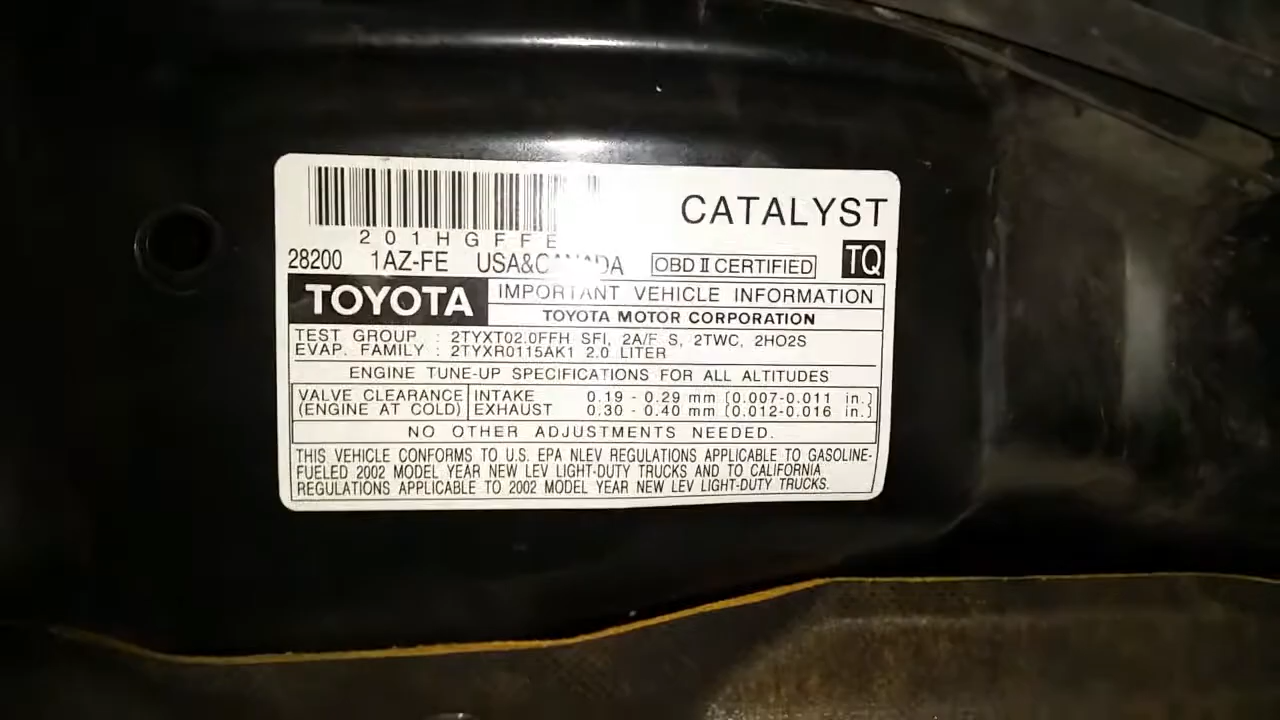 CATALYST
201HGFFE
28200 1AZ-FE USA&CANADA OBD II CERTIFIED TQ
TOYOTA IMPORTANT VEHICLE INFORMATION
TOYOTA MOTOR CORPORATION
TEST GROUP : 2TYXT02.0FFH SFI, 2A/F S, 2TWC, 2HO2S
EVAP. FAMILY : 2TYXR0115AK1 2.0 LITER
ENGINE TUNE-UP SPECIFICATIONS FOR ALL ALTITUDES
VALVE CLEARANCE INTAKE 0.19 - 0.29 mm (0.007-0.011 in.)
(ENGINE AT COLD) EXHAUST 0.30 - 0.40 mm (0.012-0.016 in.)
NO OTHER ADJUSTMENTS NEEDED.
THIS VEHICLE CONFORMS TO U.S. EPA NLEV REGULATIONS APPLICABLE TO GASOLINE-
FUELED 2002 MODEL YEAR NEW LEV LIGHT-DUTY TRUCKS AND TO CALIFORNIA
REGULATIONS APPLICABLE TO 2002 MODEL YEAR NEW LEV LIGHT-DUTY TRUCKS.